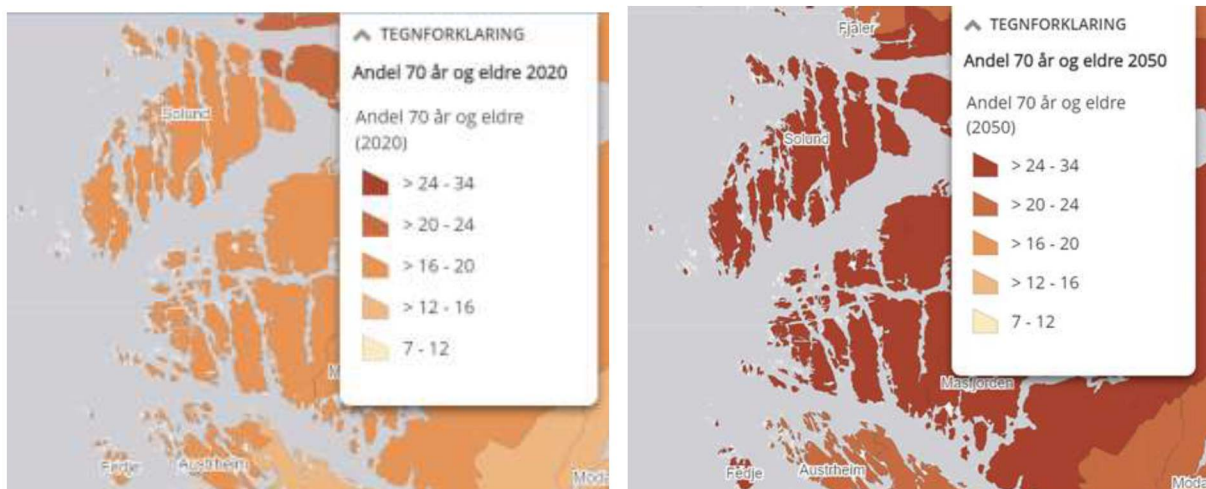 TEGNFORKLARING
Andel 70 år og eldre 2020
Andel 70 år og eldre
(2020)
> 24 - 34
> 20 - 24
> 16 - 20
> 12 - 16
7 - 12
Solund
M
Fedje
Austrheim
Moda
TEGNFORKLARING
Andel 70 år og eldre 2050
Andel 70 år og eldre
(2050)
> 24 - 34
> 20 - 24
> 16 - 20
> 12 - 16
7 - 12
Fjaler
Solund
Masfjorden
Fedje
Austrheim
Moda